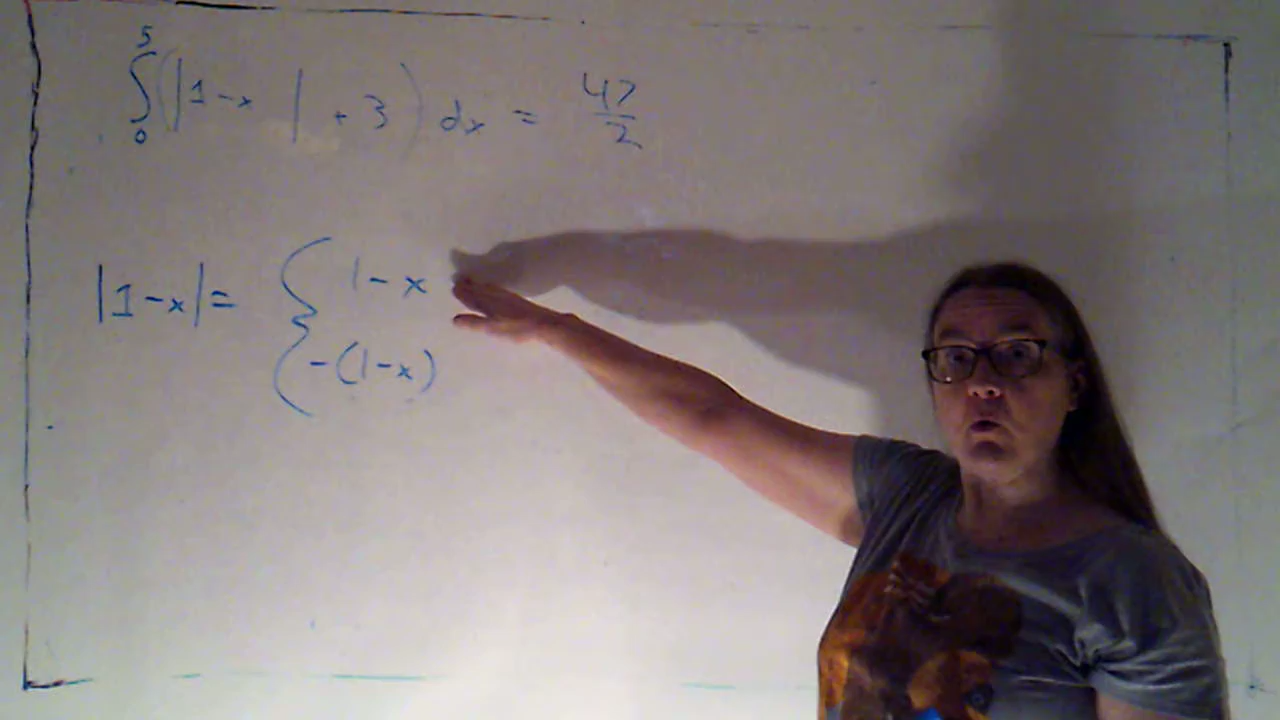 ∫₀⁵ (|1-x| + 3) dx = 47/2
|1-x| = { 1-x
-(1-x)